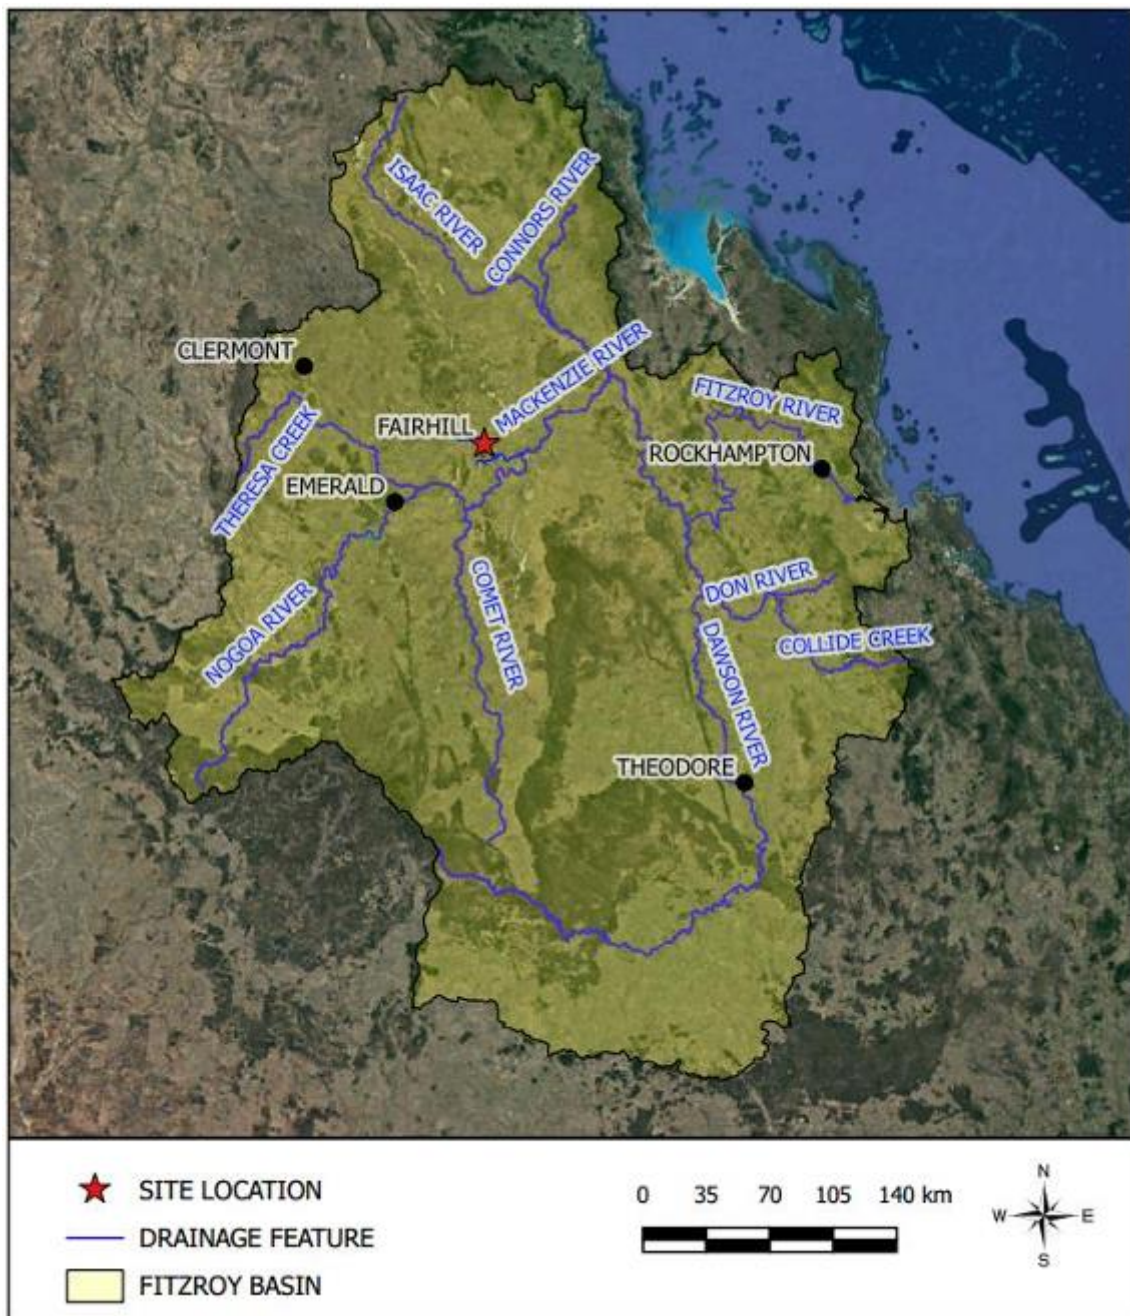 ISAAC RIVER
CONNORS RIVER
CLERMONT
MACKENZIE RIVER
FITZROY RIVER
FAIRHILL
ROCKHAMPTON
THERESA CREEK
EMERALD
DON RIVER
COMET RIVER
NOGOA RIVER
COLLIDE CREEK
DAWSON RIVER
THEODORE
SITE LOCATION
DRAINAGE FEATURE
FITZROY BASIN
0 35 70 105 140 km
N
W E
S